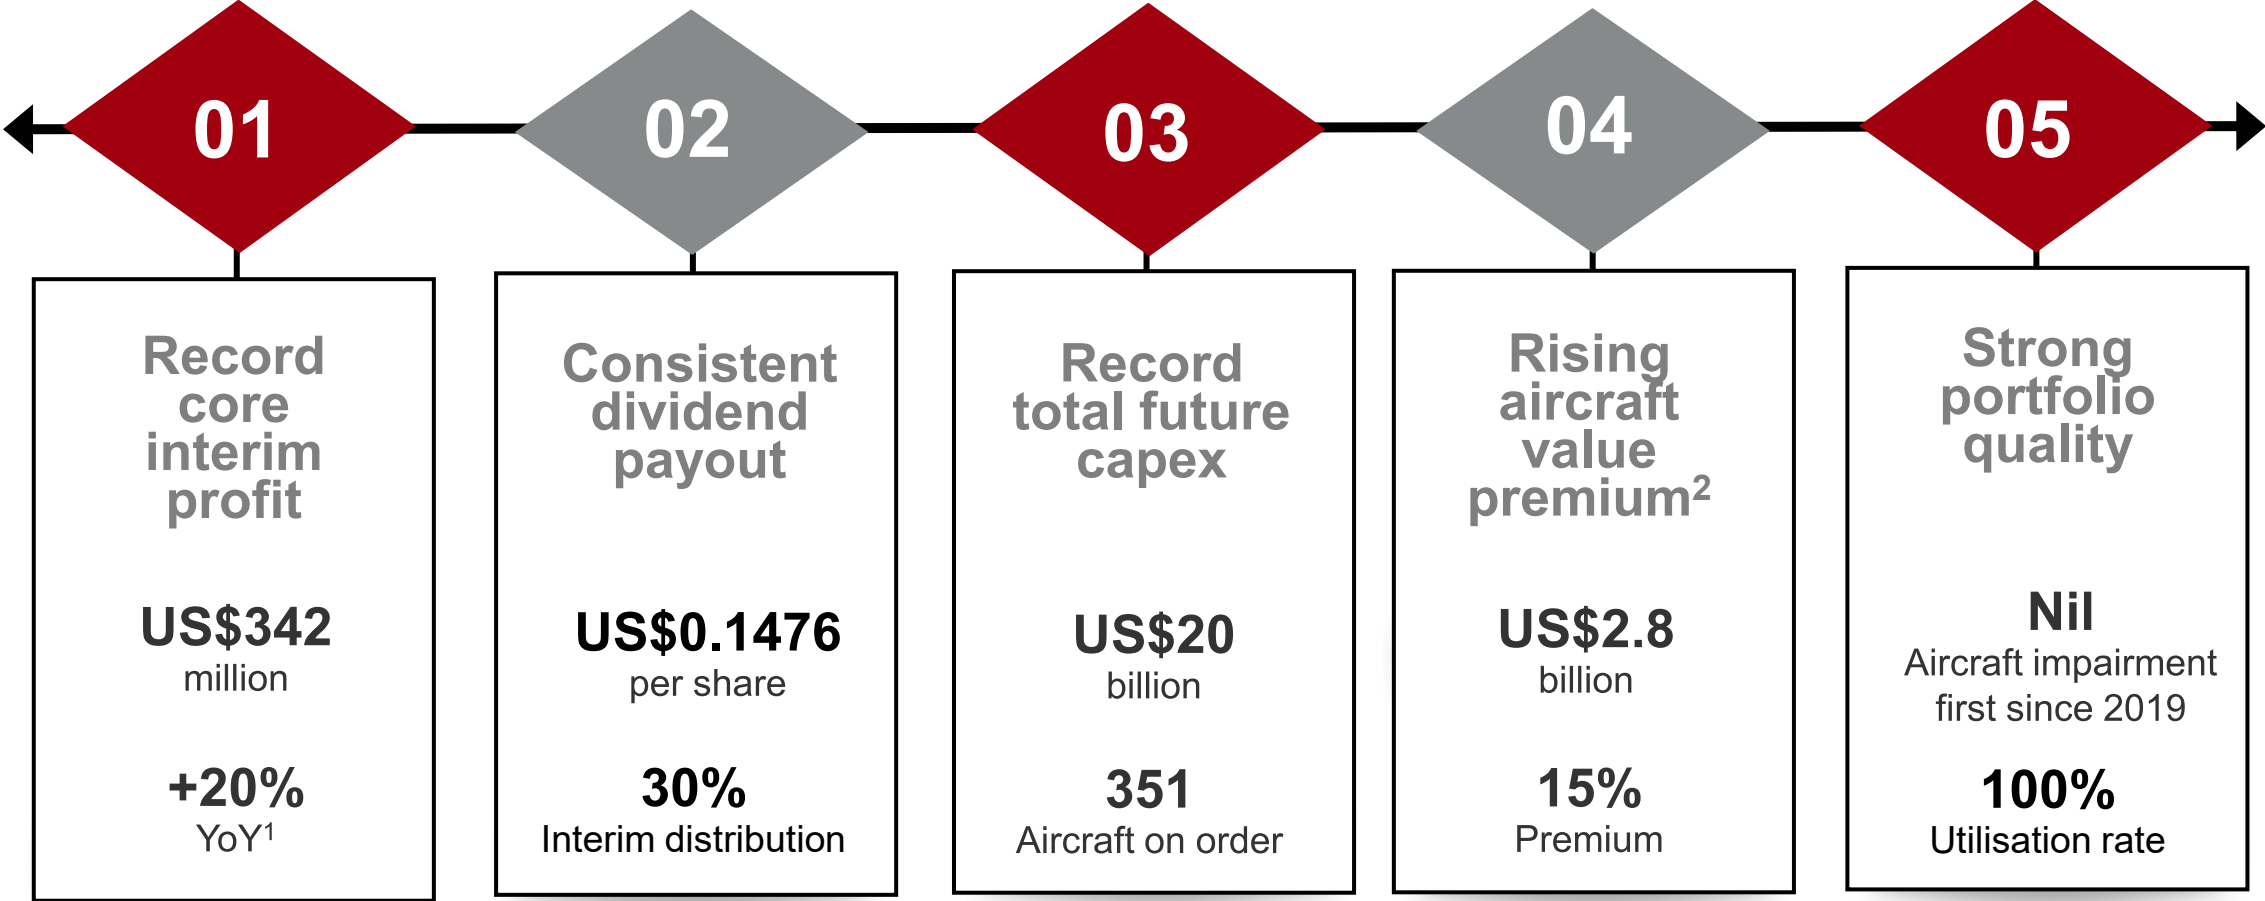 01
02
03
04
05
Record
core
interim
profit
US$342
million
+20%
YoY¹
Consistent
dividend
payout
US$0.1476
per share
30%
Interim distribution
Record
total future
capex
US$20
billion
351
Aircraft on order
Rising
aircraft
value
premium²
US$2.8
billion
15%
Premium
Strong
portfolio
quality
Nil
Aircraft impairment
first since 2019
100%
Utilisation rate